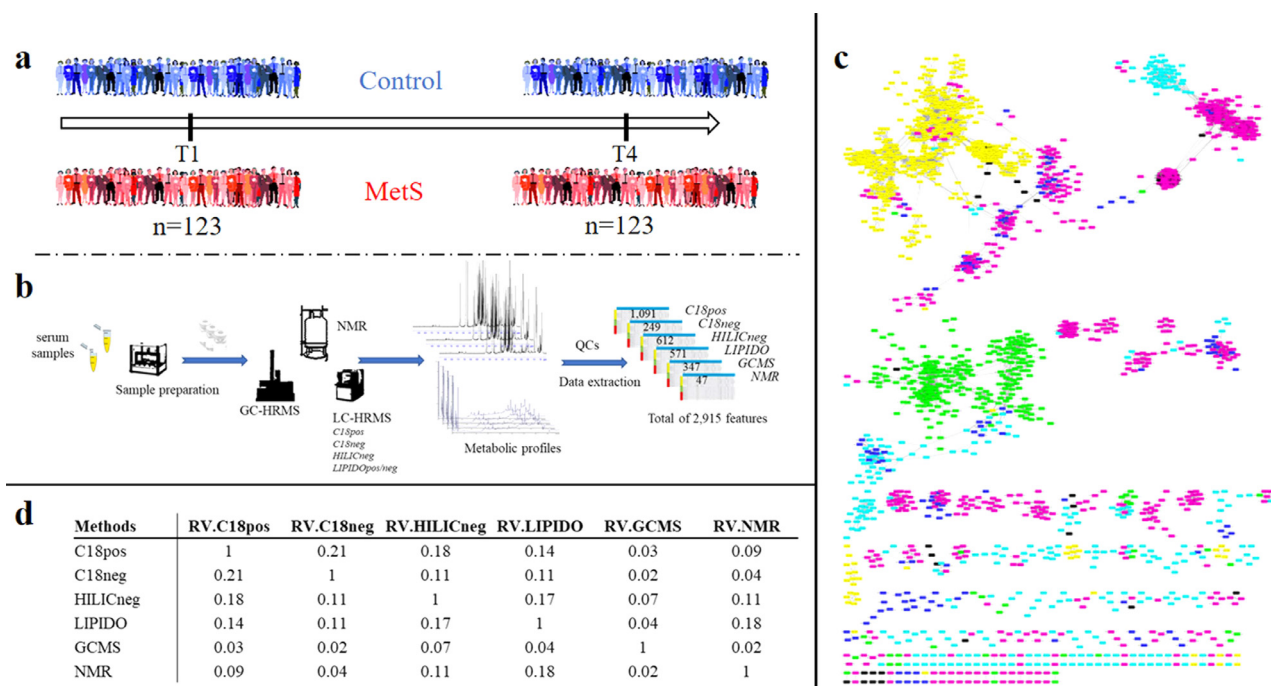 a
Control
T1
T4
MetS
n=123
n=123
b
serum
samples
Sample preparation
GC-HRMS
NMR
LC-HRMS
C18pos
C18neg
HILICneg
LIPIDOpos/neg
Metabolic profiles
QCs
Data extraction
1,091 C18pos
249 C18neg
612 HILICneg
571 LIPIDO
347 GCMS
47 NMR
Total of 2,915 features
c
d
Methods RV.C18pos RV.C18neg RV.HILICneg RV.LIPIDO RV.GCMS RV.NMR
C18pos 1 0.21 0.18 0.14 0.03 0.09
C18neg 0.21 1 0.11 0.11 0.02 0.04
HILICneg 0.18 0.11 1 0.17 0.07 0.11
LIPIDO 0.14 0.11 0.17 1 0.04 0.18
GCMS 0.03 0.02 0.07 0.04 1 0.02
NMR 0.09 0.04 0.11 0.18 0.02 1